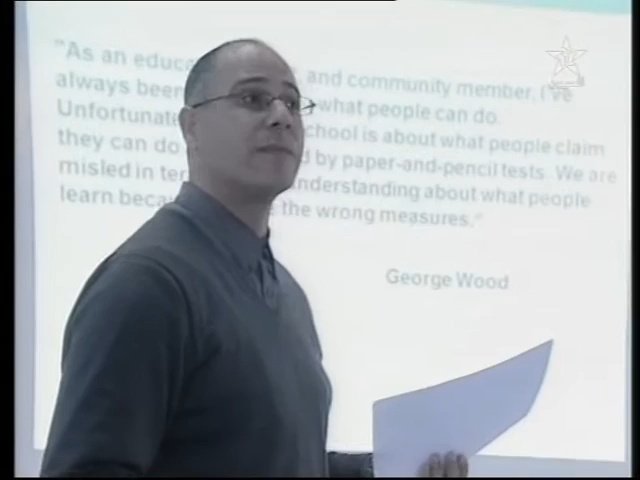 "As an educ and community member, I've
always been what people can do.
Unfortunate school is about what people claim
they can do d by paper-and-pencil tests. We are
misled in ter understanding about what people
learn beca the wrong measures."
George Wood